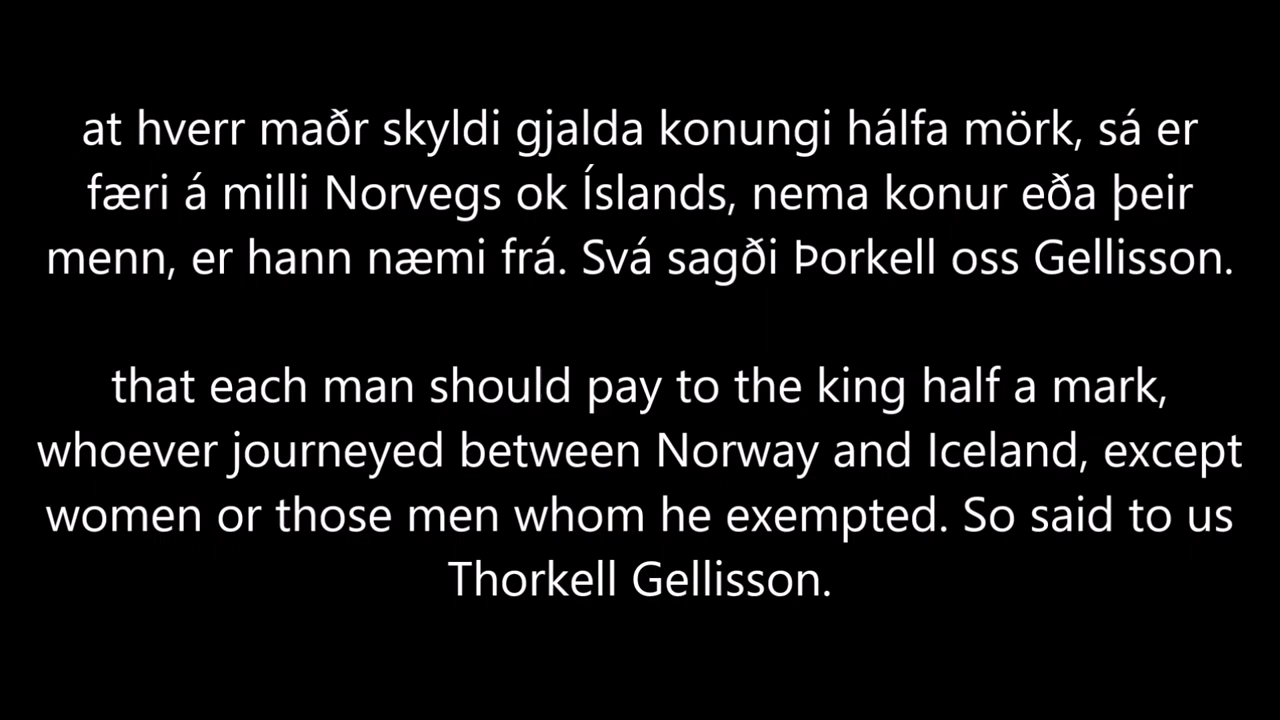 at hverr maðr skyldi gjalda konungi hálfa mörk, sá er
færi á milli Norvegs ok Íslands, nema konur eða þeir
menn, er hann næmi frá. Svá sagði Þorkell oss Gellisson.
that each man should pay to the king half a mark,
whoever journeyed between Norway and Iceland, except
women or those men whom he exempted. So said to us
Thorkell Gellisson.